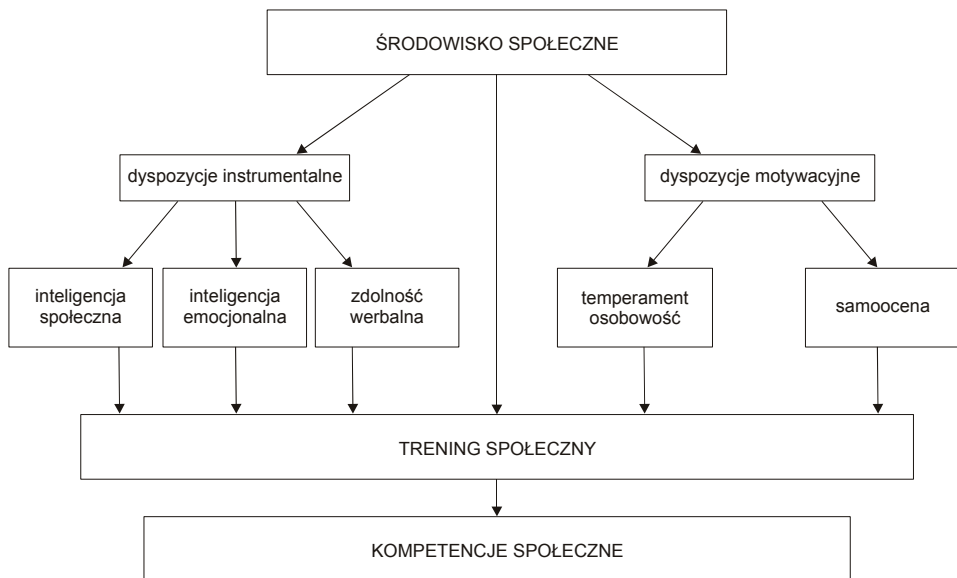 ŚRODOWISKO SPOŁECZNE
dyspozycje instrumentalne
dyspozycje motywacyjne
inteligencja
społeczna
inteligencja
emocjonalna
zdolność
werbalna
temperament
osobowość
samoocena
TRENING SPOŁECZNY
KOMPETENCJE SPOŁECZNE